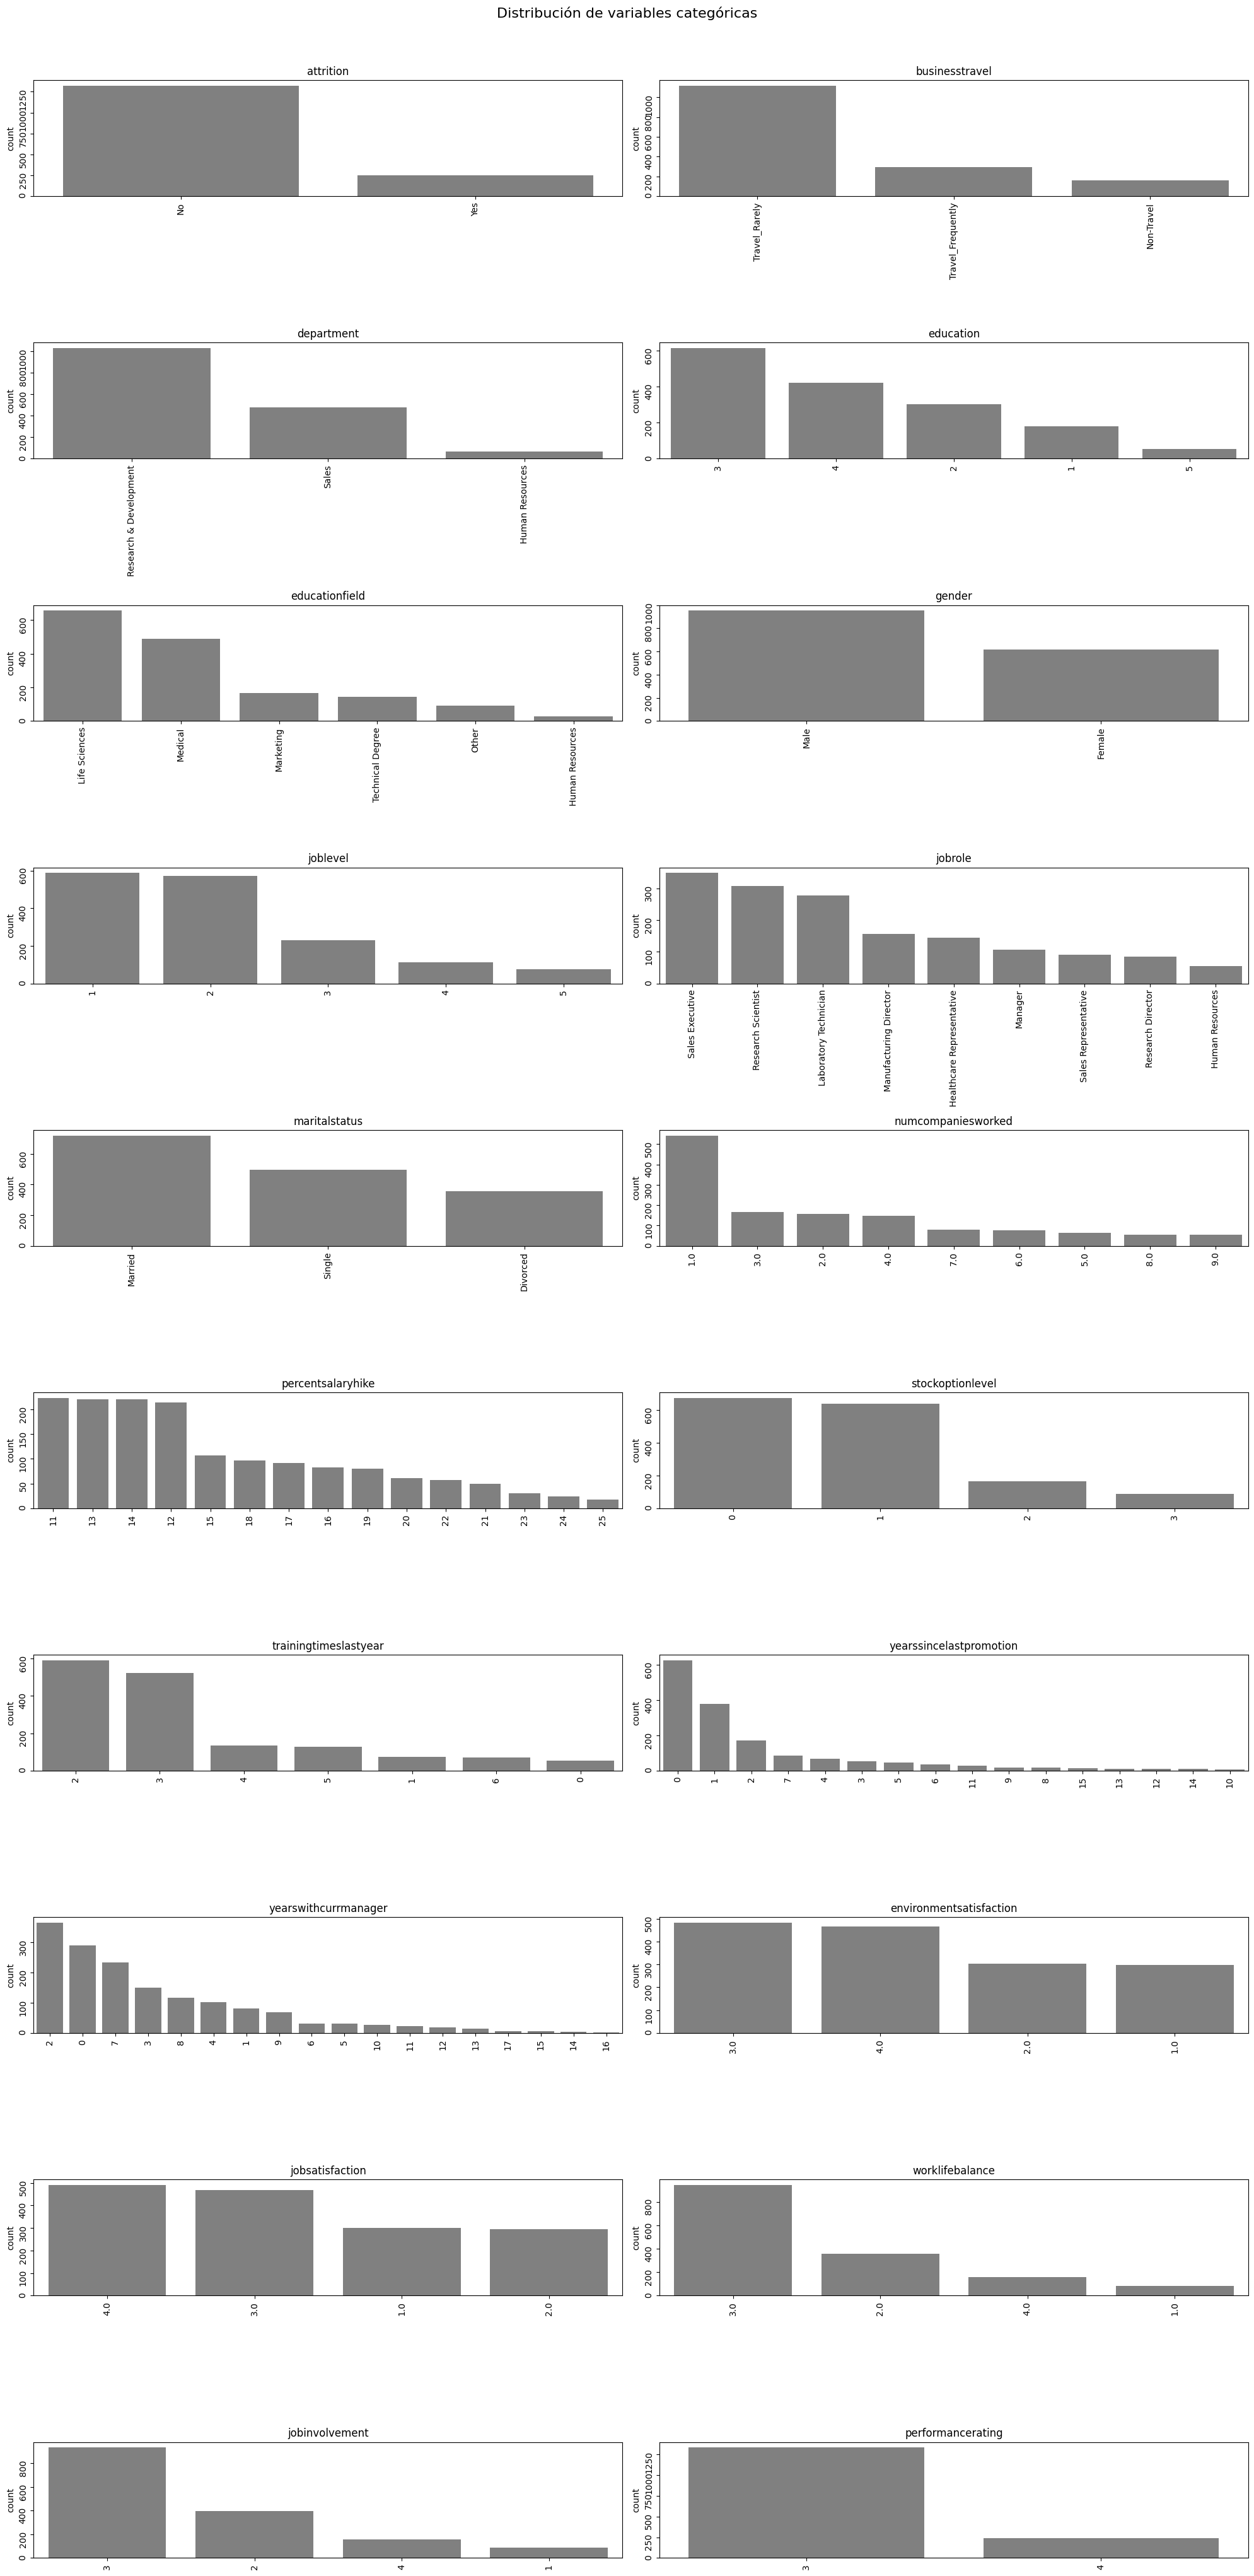 Distribución de variables categóricas
attrition
count
0 250 500 750 1000 1250
No Yes
businesstravel
count
0 200 400 600 800 1000
Travel_Rarely Travel_Frequently Non-Travel
department
count
0 200 400 600 800 1000
Research & Development Sales Human Resources
education
count
0 200 400 600
3 4 2 1 5
educationfield
count
0 200 400 600
Life Sciences Medical Marketing Technical Degree Other Human Resources
gender
count
0 200 400 600 800 1000
Male Female
joblevel
count
0 200 400 600
1 2 3 4 5
jobrole
count
0 100 200 300
Sales Executive Research Scientist Laboratory Technician Manufacturing Director Healthcare Representative Manager Sales Representative Research Director Human Resources
maritalstatus
count
0 200 400 600
Married Single Divorced
numcompaniesworked
count
0 100 200 300 400 500
1.0 3.0 2.0 4.0 7.0 6.0 5.0 8.0 9.0
percentsalaryhike
count
0 50 100 150 200
11 13 14 12 15 18 17 16 19 20 22 21 23 24 25
stockoptionlevel
count
0 200 400 600
0 1 2 3
trainingtimeslastyear
count
0 200 400 600
2 3 4 5 1 6 0
yearssincelastpromotion
count
0 200 400 600
0 1 2 7 4 3 5 6 11 9 8 15 13 12 14 10
yearswithcurrmanager
count
0 100 200 300
2 0 7 3 8 4 1 9 6 5 10 11 12 13 17 15 14 16
environmentsatisfaction
count
0 100 200 300 400 500
3.0 4.0 2.0 1.0
jobsatisfaction
count
0 100 200 300 400 500
4.0 3.0 1.0 2.0
worklifebalance
count
0 200 400 600 800
3.0 2.0 4.0 1.0
jobinvolvement
count
0 200 400 600 800
3 2 4 1
performancerating
count
0 250 500 750 1000 1250
3 4